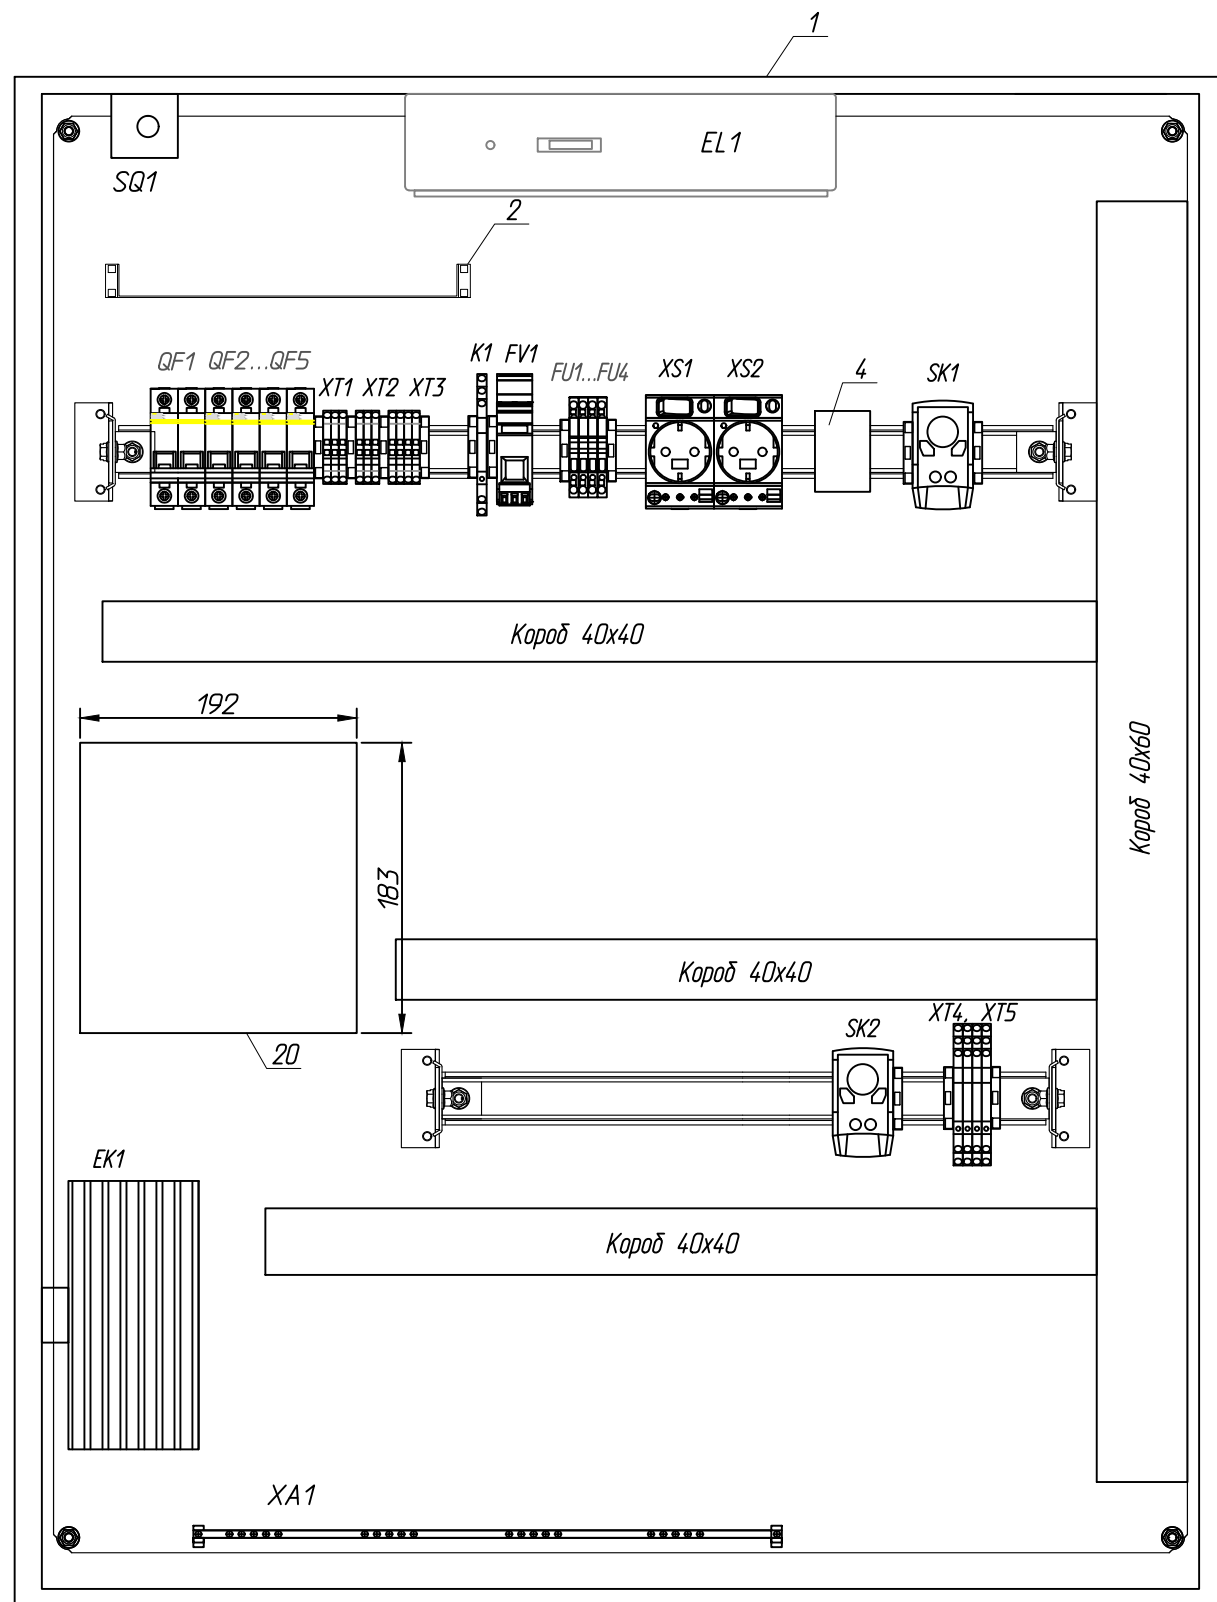 1
EL1
SQ1
2
QF1 QF2...QF5
XT1 XT2 XT3
K1 FV1
FU1...FU4
XS1 XS2
4
SK1
Короб 40х40
192
183
Короб 40х60
Короб 40х40
20
SK2
XT4, XT5
EK1
Короб 40х40
XA1